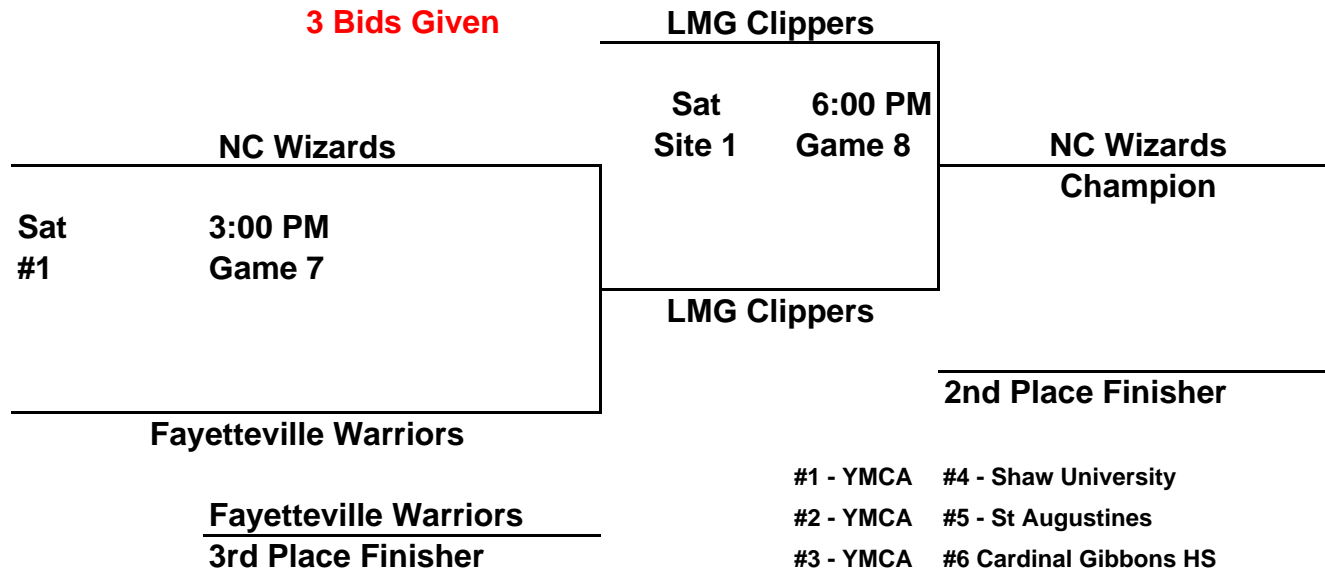 3 Bids Given LMG Clippers
Sat 6:00 PM
NC Wizards Site 1 Game 8 NC Wizards
Champion
Sat 3:00 PM
#1 Game 7
LMG Clippers
2nd Place Finisher
Fayetteville Warriors
#1 - YMCA #4 - Shaw University
Fayetteville Warriors #2 - YMCA #5 - St Augustines
3rd Place Finisher #3 - YMCA #6 Cardinal Gibbons HS